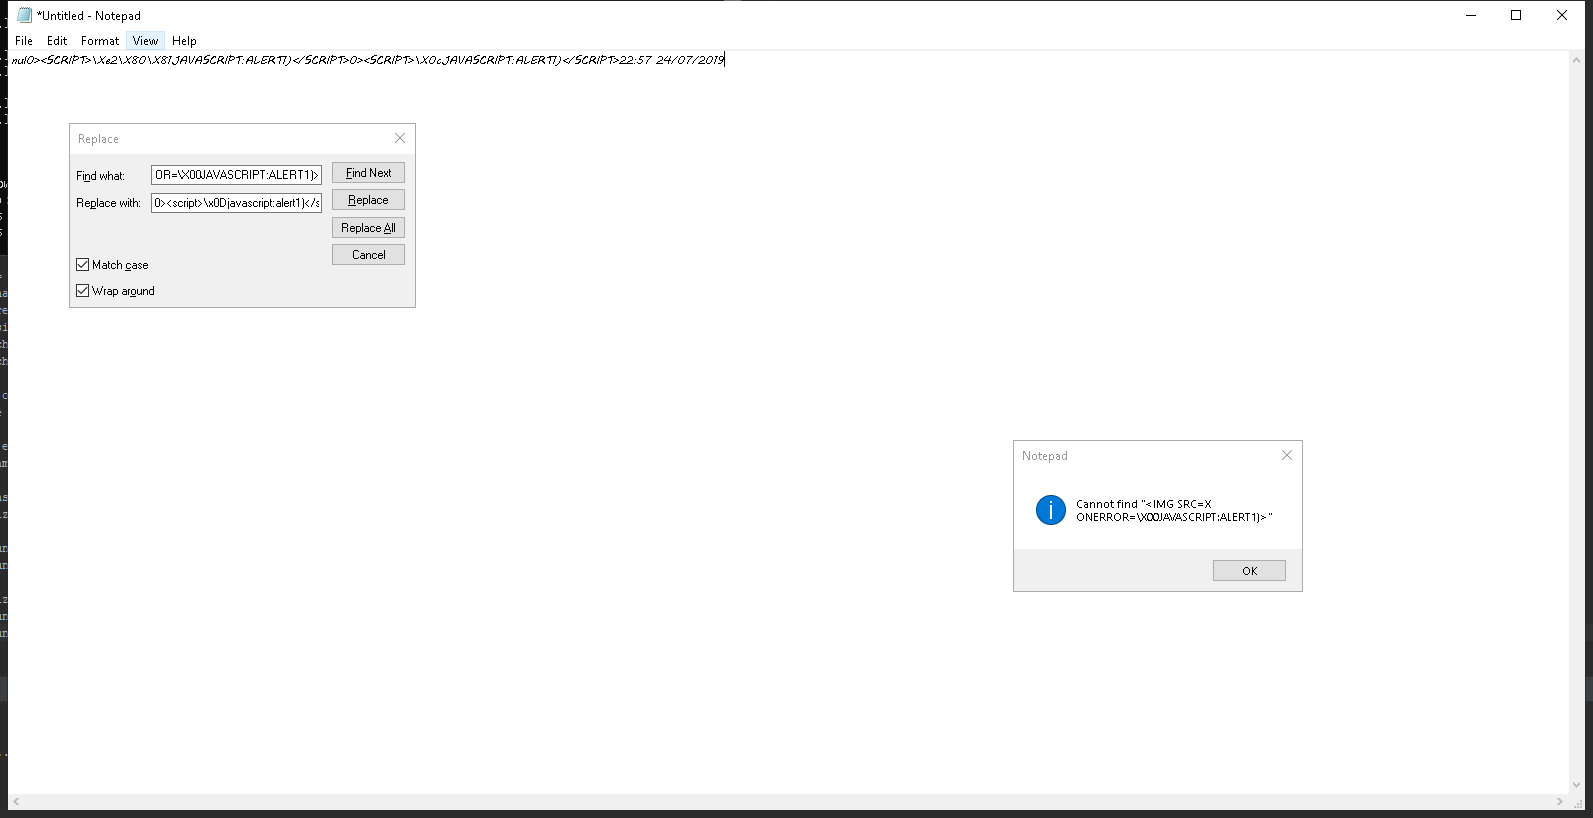 *Untitled - Notepad
File Edit Format View Help
nul0><SCRIPT>\Xe2\X80\X81JAVASCRIPT:ALERT1)</SCRIPT>0><SCRIPT>\X0cJAVASCRIPT:ALERT1)</SCRIPT>22:57 24/07/2019
Replace
Find what: OR=\X00JAVASCRIPT:ALERT1)> Find Next
Replace with: 0><script>\x0Djavascript:alert1)</s Replace
Replace All
Cancel
Match case
Wrap around
Notepad
Cannot find "<IMG SRC=X
ONERROR=\X00JAVASCRIPT:ALERT1)>"
OK